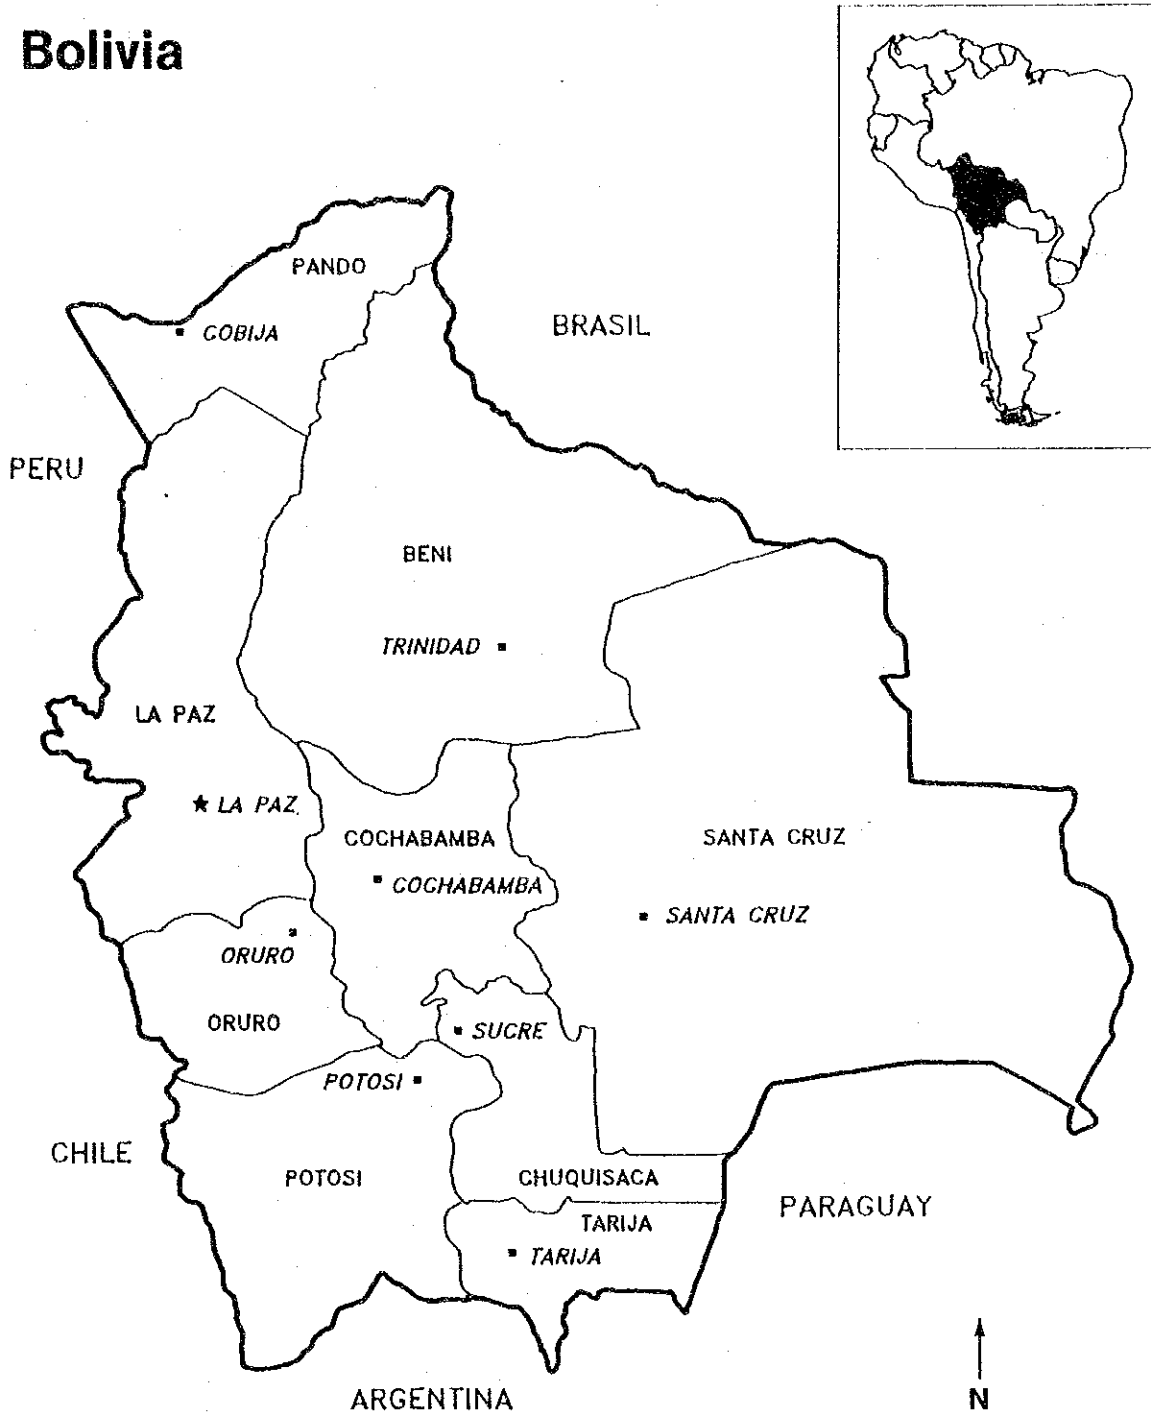 Bolivia
PANDO
COBIJA
BRASIL
PERU
BENI
TRINIDAD
LA PAZ
★ LA PAZ
COCHABAMBA
COCHABAMBA
SANTA CRUZ
SANTA CRUZ
ORURO
ORURO
SUCRE
POTOSI
CHILE
POTOSI
CHUQUISACA
PARAGUAY
TARIJA
TARIJA
ARGENTINA
N